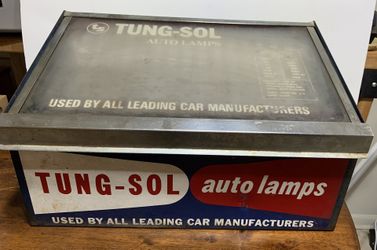 TUNG-SOL
AUTO LAMPS
USED BY ALL LEADING CAR MANUFACTURERS
TUNG-SOL auto lamps
USED BY ALL LEADING CAR MANUFACTURERS